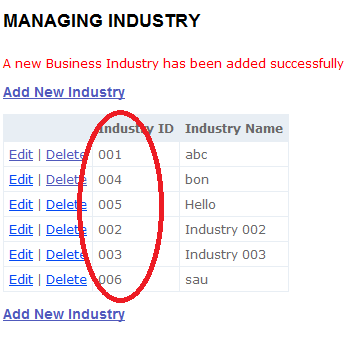 MANAGING INDUSTRY
A new Business Industry has been added successfully
Add New Industry
Industry ID Industry Name
Edit | Delete 001 abc
Edit | Delete 004 bon
Edit | Delete 005 Hello
Edit | Delete 002 Industry 002
Edit | Delete 003 Industry 003
Edit | Delete 006 sau
Add New Industry